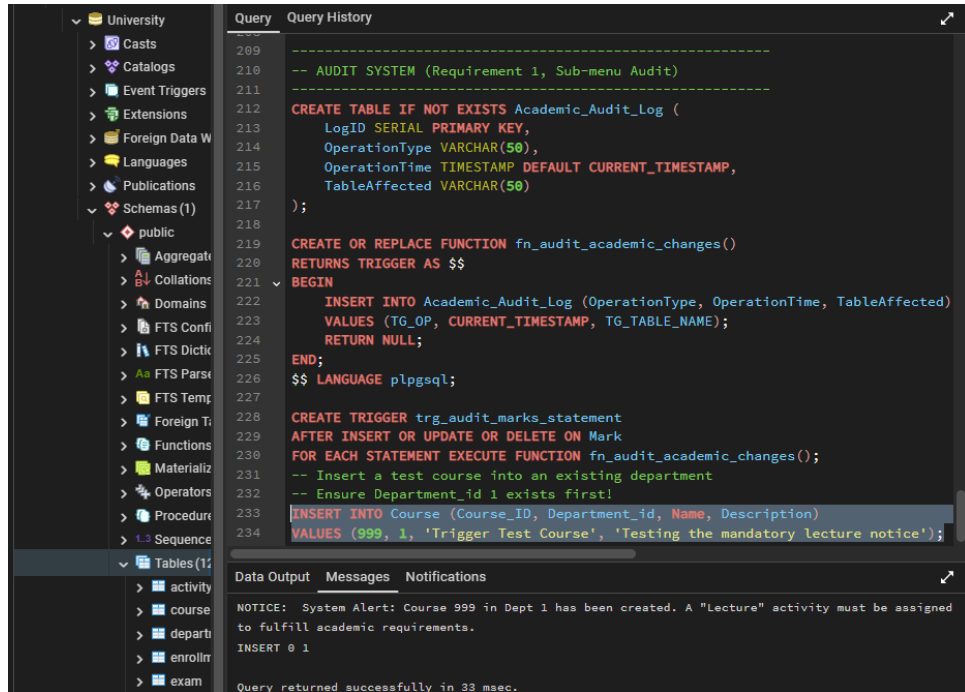 University
Casts
Catalogs
Event Triggers
Extensions
Foreign Data W
Languages
Publications
Schemas (1)
public
Aggregate
Collations
Domains
FTS Confi
FTS Dictic
Aa FTS Parse
FTS Temp
Foreign Ta
Functions
Materializ
Operators
Procedure
1..3 Sequence
Tables (12
activity
course
departm
enrollm
exam
Query Query History
209 ----------------------------------------------------------
210 -- AUDIT SYSTEM (Requirement 1, Sub-menu Audit)
211 ----------------------------------------------------------
212 CREATE TABLE IF NOT EXISTS Academic_Audit_Log (
213 LogID SERIAL PRIMARY KEY,
214 OperationType VARCHAR(50),
215 OperationTime TIMESTAMP DEFAULT CURRENT_TIMESTAMP,
216 TableAffected VARCHAR(50)
217 );
218
219 CREATE OR REPLACE FUNCTION fn_audit_academic_changes()
220 RETURNS TRIGGER AS $$
221 BEGIN
222 INSERT INTO Academic_Audit_Log (OperationType, OperationTime, TableAffected)
223 VALUES (TG_OP, CURRENT_TIMESTAMP, TG_TABLE_NAME);
224 RETURN NULL;
225 END;
226 $$ LANGUAGE plpgsql;
227
228 CREATE TRIGGER trg_audit_marks_statement
229 AFTER INSERT OR UPDATE OR DELETE ON Mark
230 FOR EACH STATEMENT EXECUTE FUNCTION fn_audit_academic_changes();
231 -- Insert a test course into an existing department
232 -- Ensure Department_id 1 exists first!
233 INSERT INTO Course (Course_ID, Department_id, Name, Description)
234 VALUES (999, 1, 'Trigger Test Course', 'Testing the mandatory lecture notice');
Data Output Messages Notifications
NOTICE: System Alert: Course 999 in Dept 1 has been created. A "Lecture" activity must be assigned
to fulfill academic requirements.
INSERT 0 1
Query returned successfully in 33 msec.